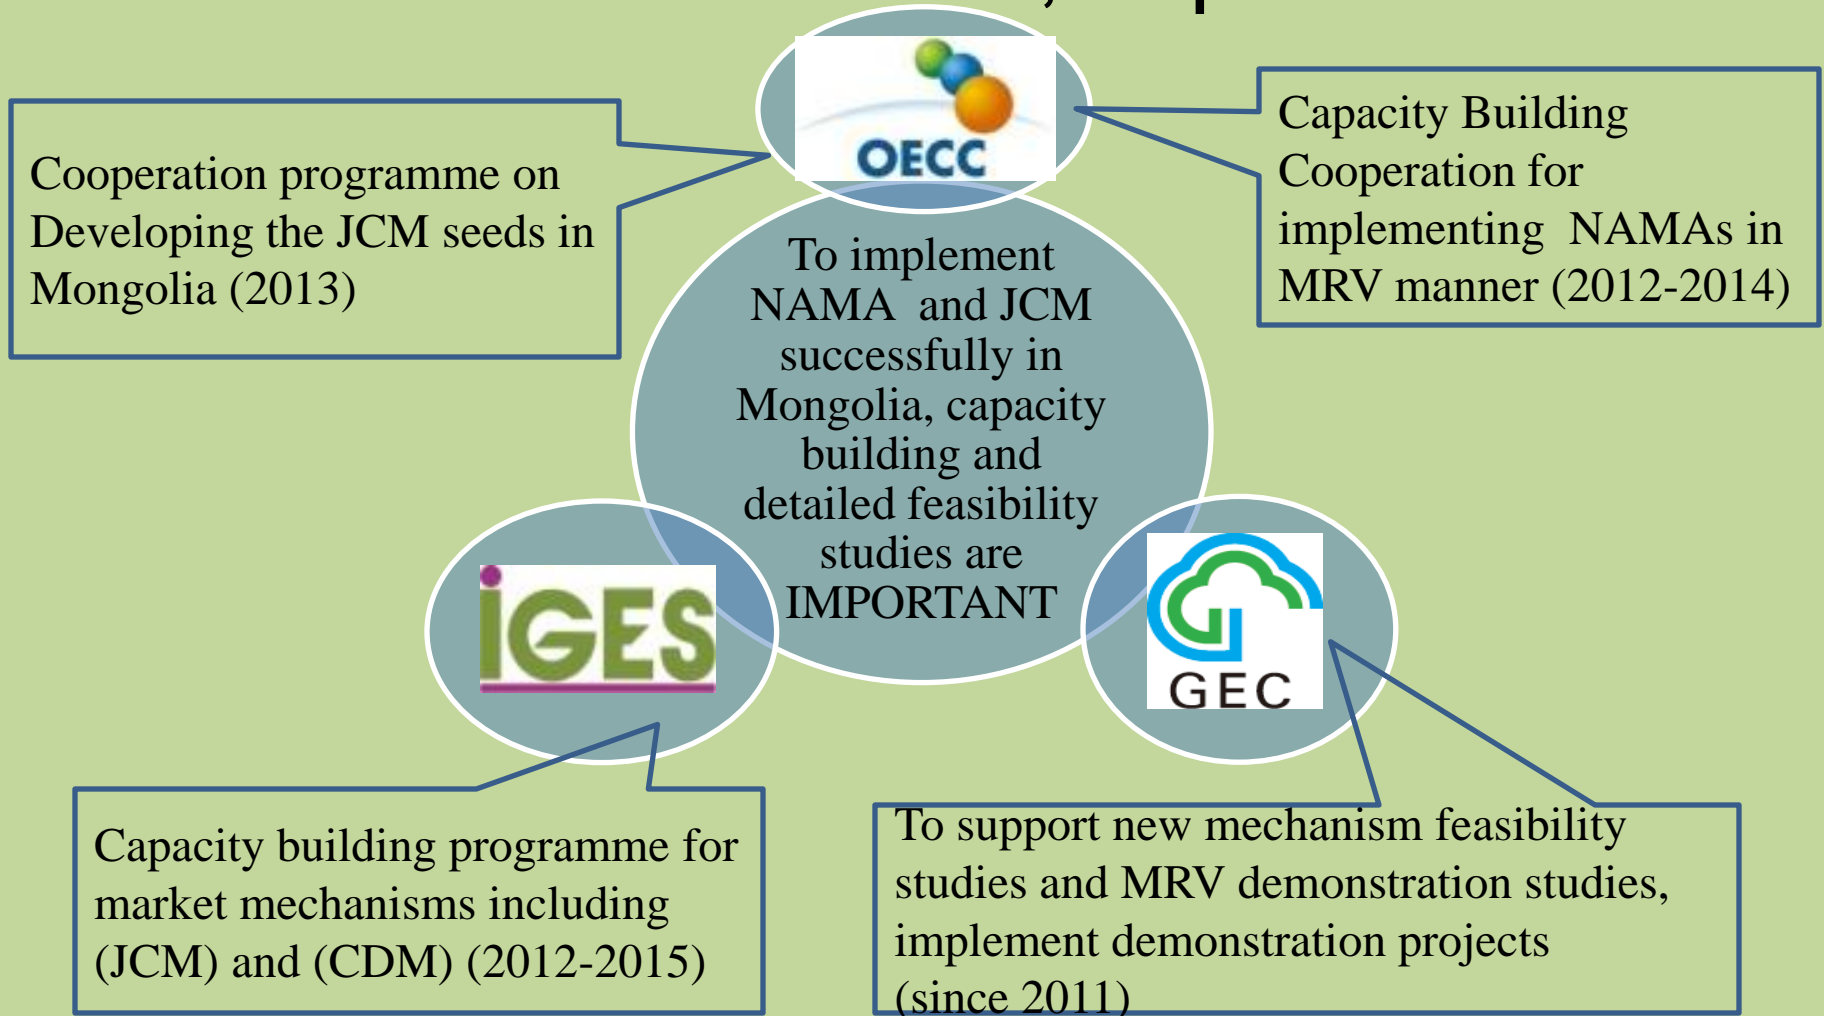 OECC
Cooperation programme on
Developing the JCM seeds in
Mongolia (2013)
Capacity Building
Cooperation for
implementing  NAMAs in
MRV manner (2012-2014)
To implement
NAMA  and JCM
successfully in
Mongolia, capacity
building and
detailed feasibility
studies are
IMPORTANT
iGES
GEC
Capacity building programme for
market mechanisms including
(JCM) and (CDM) (2012-2015)
To support new mechanism feasibility
studies and MRV demonstration studies,
implement demonstration projects
(since 2011)